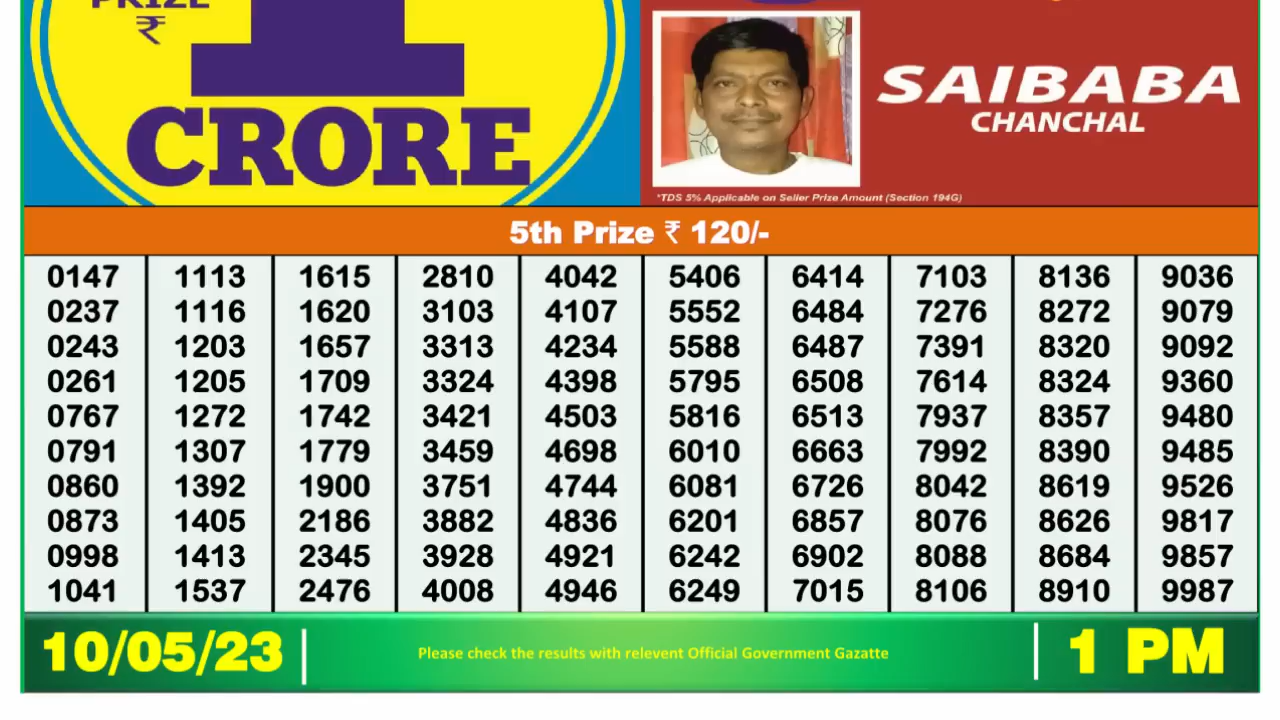 PRIZE
₹
1
CRORE
SAIBABA
CHANCHAL
*TDS 5% Applicable on Seller Prize Amount (Section 194G)
5th Prize ₹ 120/-
0147 1113 1615 2810 4042 5406 6414 7103 8136 9036
0237 1116 1620 3103 4107 5552 6484 7276 8272 9079
0243 1203 1657 3313 4234 5588 6487 7391 8320 9092
0261 1205 1709 3324 4398 5795 6508 7614 8324 9360
0767 1272 1742 3421 4503 5816 6513 7937 8357 9480
0791 1307 1779 3459 4698 6010 6663 7992 8390 9485
0860 1392 1900 3751 4744 6081 6726 8042 8619 9526
0873 1405 2186 3882 4836 6201 6857 8076 8626 9817
0998 1413 2345 3928 4921 6242 6902 8088 8684 9857
1041 1537 2476 4008 4946 6249 7015 8106 8910 9987
10/05/23
Please check the results with relevent Official Government Gazatte
1 PM